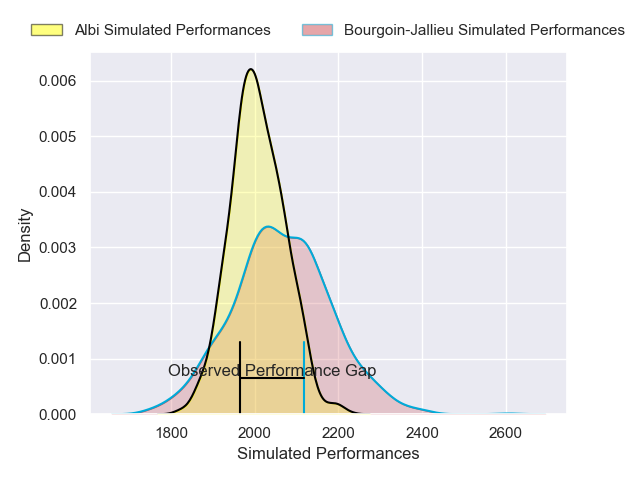 Albi Simulated Performances
Bourgoin-Jallieu Simulated Performances
0.006
0.005
0.004
0.003
0.002
0.001
0.000
Density
Observed Performance Gap
1800
2000
2200
2400
2600
Simulated Performances